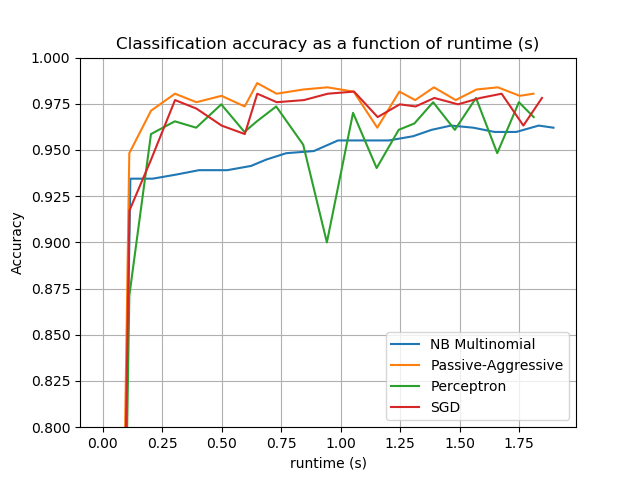 Classification accuracy as a function of runtime (s)
1.000
0.975
0.950
0.925
0.900
0.875
0.850
0.825
0.800
Accuracy
NB Multinomial
Passive-Aggressive
Perceptron
SGD
0.00 0.25 0.50 0.75 1.00 1.25 1.50 1.75
runtime (s)